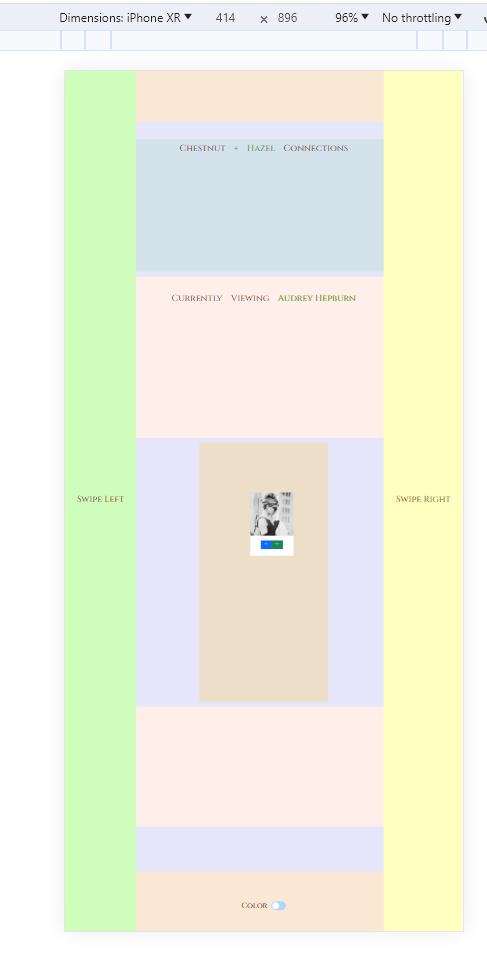 Dimensions: iPhone XR 414 × 896 96% No throttling
Chestnut + Hazel Connections
Currently Viewing Audrey Hepburn
Swipe Left
Swipe Right
Color